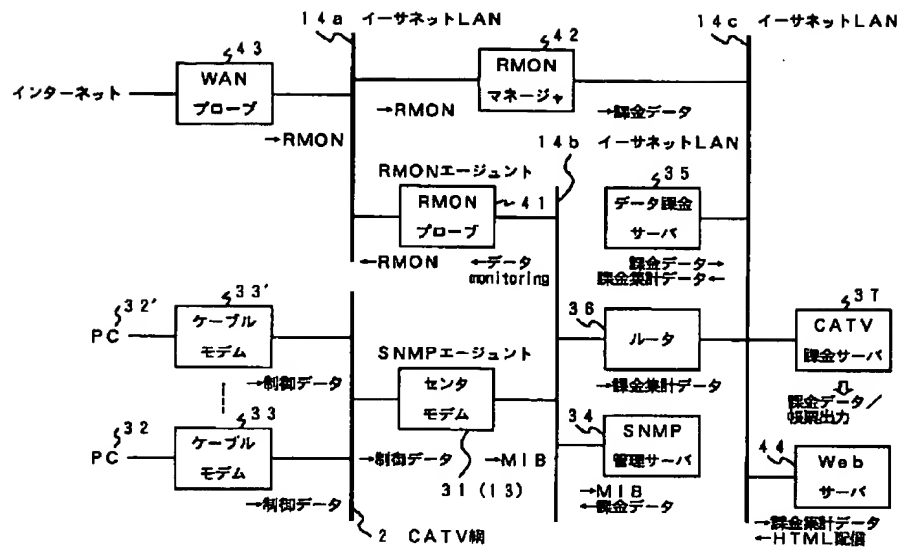 14a イーサネットLAN
14c イーサネットLAN
43
42
WAN
プローブ
RMON
マネージャ
インターネット
→RMON
→RMON
→課金データ
14b イーサネットLAN
RMONエージェント
35
RMON
プローブ
41
データ課金
サーバ
←RMON
←データ
monitoring
課金データ→
課金集計データ←
32'
33'
36
37
PC
ケーブル
モデム
ルータ
CATV
課金サーバ
SNMPエージェント
→制御データ
センタ
モデム
→課金集計データ
課金データ/
帳票出力
32
33
34
44
PC
ケーブル
モデム
→制御データ
→MIB
SNMP
管理サーバ
Web
サーバ
31(13)
→制御データ
→MIB
←課金データ
→課金集計データ
←HTML配信
2 CATV網